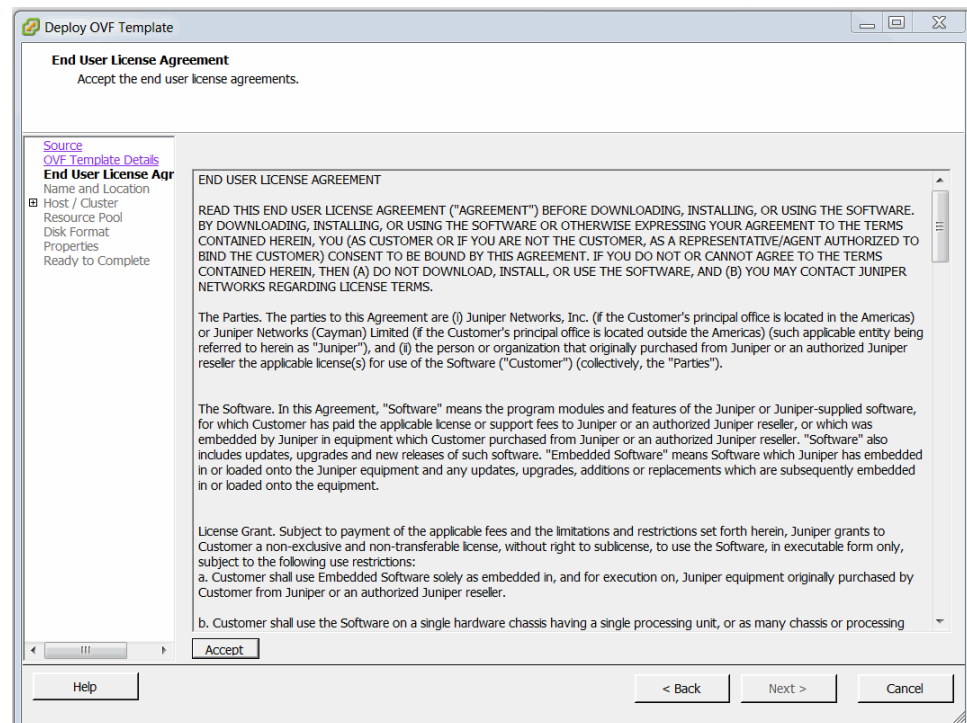 Deploy OVF Template
End User License Agreement
Accept the end user license agreements.
Source
OVF Template Details
End User License Agr
Name and Location
Host / Cluster
Resource Pool
Disk Format
Properties
Ready to Complete
END USER LICENSE AGREEMENT
READ THIS END USER LICENSE AGREEMENT ("AGREEMENT") BEFORE DOWNLOADING, INSTALLING, OR USING THE SOFTWARE.
BY DOWNLOADING, INSTALLING, OR USING THE SOFTWARE OR OTHERWISE EXPRESSING YOUR AGREEMENT TO THE TERMS
CONTAINED HEREIN, YOU (AS CUSTOMER OR IF YOU ARE NOT THE CUSTOMER, AS A REPRESENTATIVE/AGENT AUTHORIZED TO
BIND THE CUSTOMER) CONSENT TO BE BOUND BY THIS AGREEMENT. IF YOU DO NOT OR CANNOT AGREE TO THE TERMS
CONTAINED HEREIN, THEN (A) DO NOT DOWNLOAD, INSTALL, OR USE THE SOFTWARE, AND (B) YOU MAY CONTACT JUNIPER
NETWORKS REGARDING LICENSE TERMS.
The Parties. The parties to this Agreement are (i) Juniper Networks, Inc. (if the Customer's principal office is located in the Americas)
or Juniper Networks (Cayman) Limited (if the Customer's principal office is located outside the Americas) (such applicable entity being
referred to herein as "Juniper"), and (ii) the person or organization that originally purchased from Juniper or an authorized Juniper
reseller the applicable license(s) for use of the Software ("Customer") (collectively, the "Parties").
The Software. In this Agreement, "Software" means the program modules and features of the Juniper or Juniper-supplied software,
for which Customer has paid the applicable license or support fees to Juniper or an authorized Juniper reseller, or which was
embedded by Juniper in equipment which Customer purchased from Juniper or an authorized Juniper reseller. "Software" also
includes updates, upgrades and new releases of such software. "Embedded Software" means Software which Juniper has embedded
in or loaded onto the Juniper equipment and any updates, upgrades, additions or replacements which are subsequently embedded
in or loaded onto the equipment.
License Grant. Subject to payment of the applicable fees and the limitations and restrictions set forth herein, Juniper grants to
Customer a non-exclusive and non-transferable license, without right to sublicense, to use the Software, in executable form only,
subject to the following use restrictions:
a. Customer shall use Embedded Software solely as embedded in, and for execution on, Juniper equipment originally purchased by
Customer from Juniper or an authorized Juniper reseller.
b. Customer shall use the Software on a single hardware chassis having a single processing unit, or as many chassis or processing
Accept
Help
< Back
Next >
Cancel